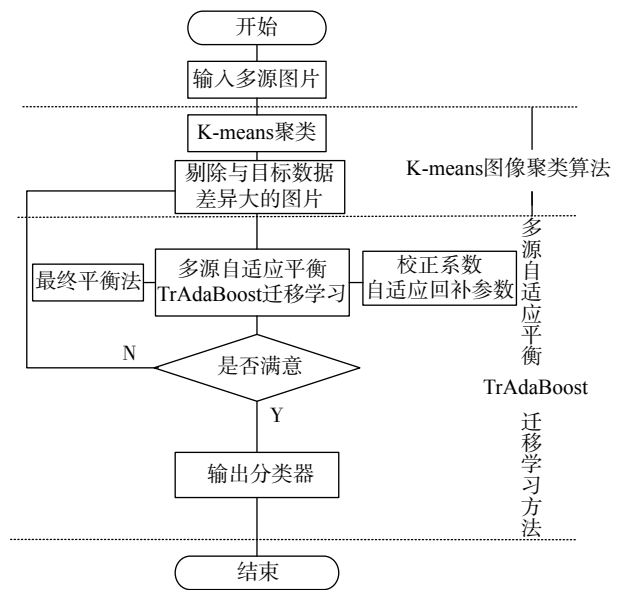 开始
输入多源图片
K-means聚类
剔除与目标数据
差异大的图片
K-means图像聚类算法
最终平衡法
多源自适应平衡
TrAdaBoost迁移学习
校正系数
自适应回补参数
多源自适应平衡
TrAdaBoost
迁移学习方法
N
是否满意
Y
输出分类器
结束